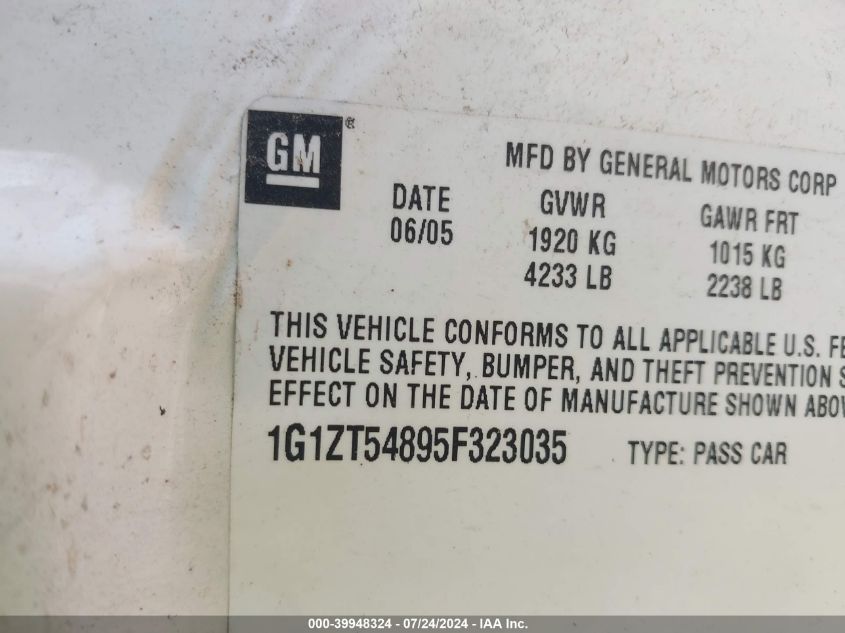 GM®
MFD BY GENERAL MOTORS CORP
DATE GVWR GAWR FRT
06/05 1920 KG 1015 KG
4233 LB 2238 LB
THIS VEHICLE CONFORMS TO ALL APPLICABLE U.S. FE
VEHICLE SAFETY, BUMPER, AND THEFT PREVENTION S
EFFECT ON THE DATE OF MANUFACTURE SHOWN ABOV
1G1ZT54895F323035 TYPE: PASS CAR
000-39948324 - 07/24/2024 - IAA Inc.